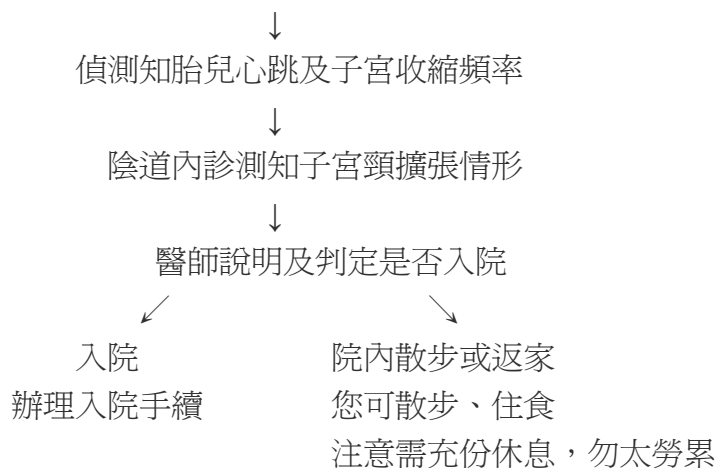 ↓
偵測知胎兒心跳及子宮收縮頻率
↓
陰道內診測知子宮頸擴張情形
↓
醫師說明及判定是否入院
↙ ↘
入院 院內散步或返家
辦理入院手續 您可散步、住食
注意需充份休息，勿太勞累